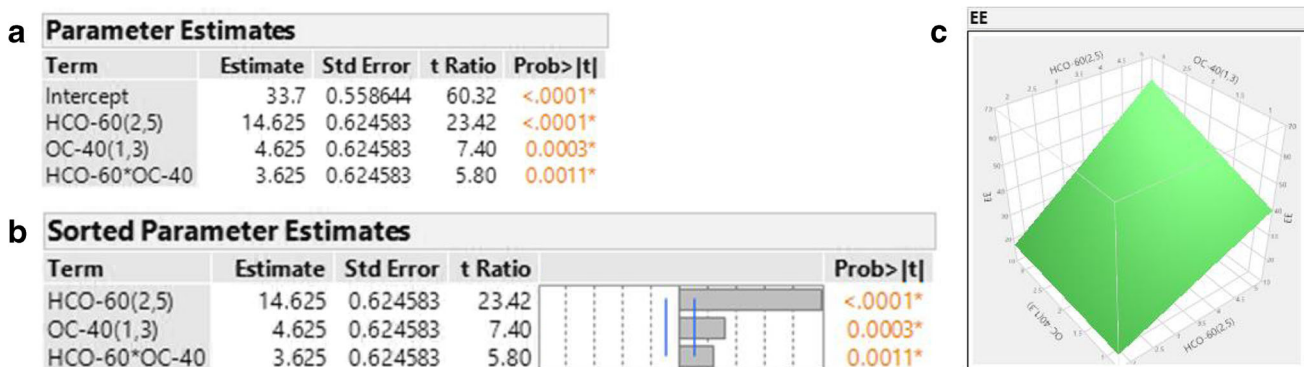 a
Parameter Estimates
Term Estimate Std Error t Ratio Prob>|t|
Intercept 33.7 0.558644 60.32 <.0001*
HCO-60(2,5) 14.625 0.624583 23.42 <.0001*
OC-40(1,3) 4.625 0.624583 7.40 0.0003*
HCO-60*OC-40 3.625 0.624583 5.80 0.0011*
b
Sorted Parameter Estimates
Term Estimate Std Error t Ratio Prob>|t|
HCO-60(2,5) 14.625 0.624583 23.42 <.0001*
OC-40(1,3) 4.625 0.624583 7.40 0.0003*
HCO-60*OC-40 3.625 0.624583 5.80 0.0011*
c
EE
HCO-60(2,5)
OC-40(1,3)
EE
EE
OC-40(1,3)
HCO-60(2,5)